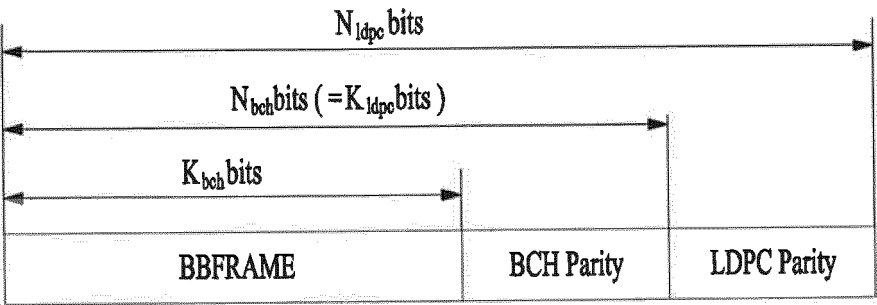 N_ldpc bits
N_bch bits ( =K_ldpc bits )
K_bch bits
BBFRAME BCH Parity LDPC Parity